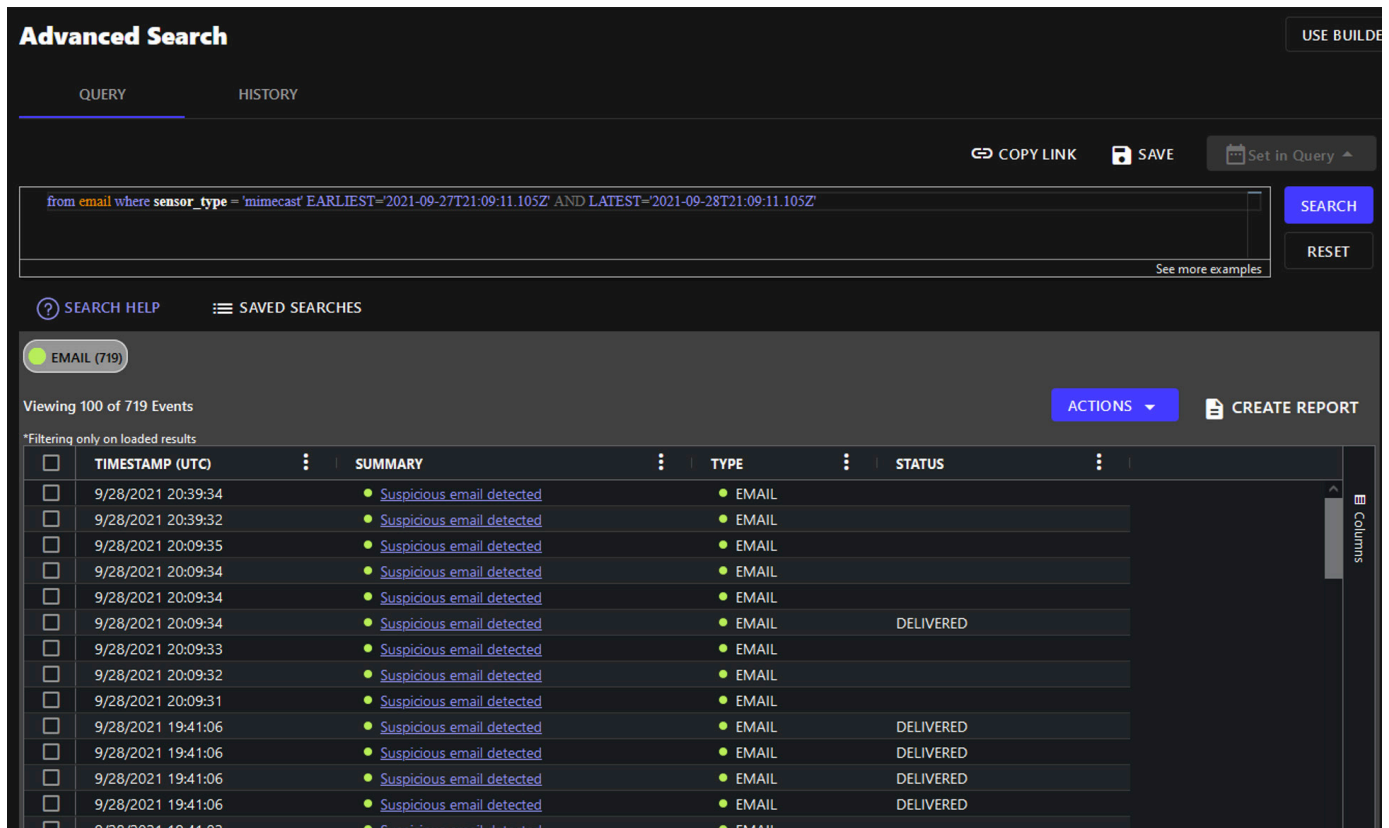 Advanced Search
USE BUILDE
QUERY HISTORY
COPY LINK SAVE Set in Query
from email where sensor_type = 'mimecast' EARLIEST='2021-09-27T21:09:11.105Z' AND LATEST='2021-09-28T21:09:11.105Z'
SEARCH
RESET
See more examples
? SEARCH HELP SAVED SEARCHES
EMAIL (719)
Viewing 100 of 719 Events
ACTIONS CREATE REPORT
*Filtering only on loaded results
TIMESTAMP (UTC) SUMMARY TYPE STATUS
Columns
9/28/2021 20:39:34 Suspicious email detected EMAIL
9/28/2021 20:39:32 Suspicious email detected EMAIL
9/28/2021 20:09:35 Suspicious email detected EMAIL
9/28/2021 20:09:34 Suspicious email detected EMAIL
9/28/2021 20:09:34 Suspicious email detected EMAIL
9/28/2021 20:09:34 Suspicious email detected EMAIL DELIVERED
9/28/2021 20:09:33 Suspicious email detected EMAIL
9/28/2021 20:09:32 Suspicious email detected EMAIL
9/28/2021 20:09:31 Suspicious email detected EMAIL
9/28/2021 19:41:06 Suspicious email detected EMAIL DELIVERED
9/28/2021 19:41:06 Suspicious email detected EMAIL DELIVERED
9/28/2021 19:41:06 Suspicious email detected EMAIL DELIVERED
9/28/2021 19:41:06 Suspicious email detected EMAIL DELIVERED